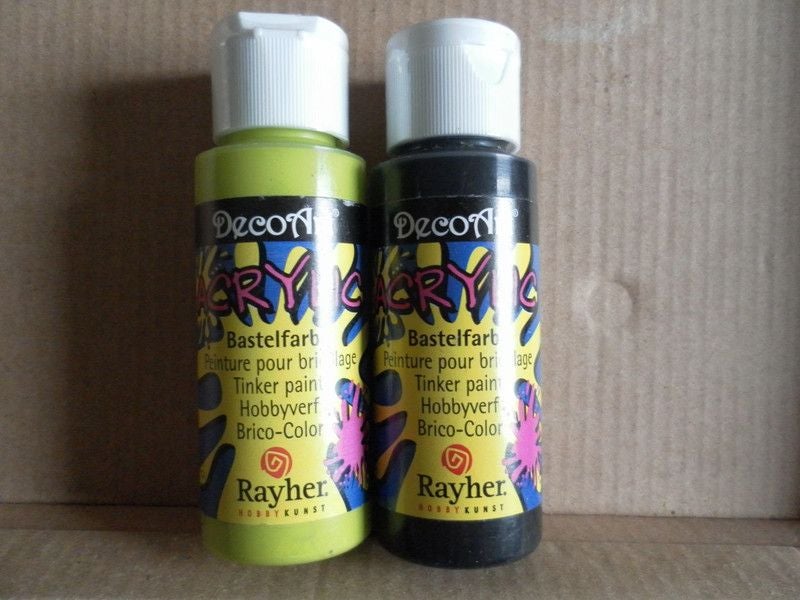 DecoArt®
ACRYLIC
Bastelfarb
Peinture pour bricolage
Tinker paint
Hobbyverf
Brico-Color
Rayher.
HOBBYKUNST
DecoArt®
ACRYLIC
Bastelfarb
Peinture pour bricolage
Tinker paint
Hobbyverf
Brico-Color
Rayher.
HOBBYKUNST